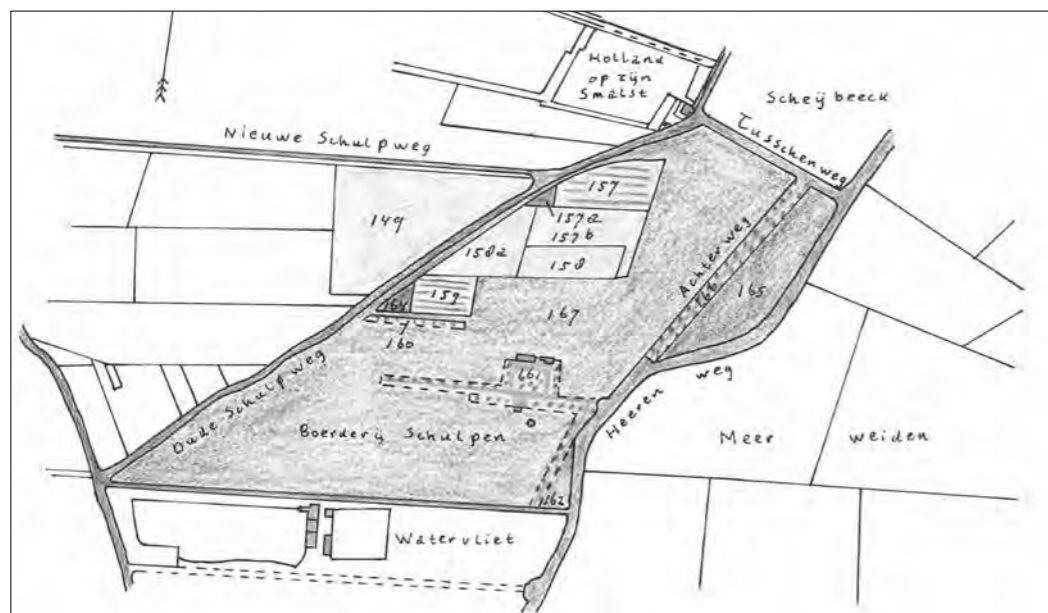 Holland
op zijn
Smalst
Scheijbeeck
Tusschenweg
Nieuwe Schulpweg
157
149
157a
157b
158a
158
Achterweg
166
165
159
164
167
160
161
Oude Schulpweg
Heeren weg
Boerderij Schulpen
Meer weiden
162
Watervliet